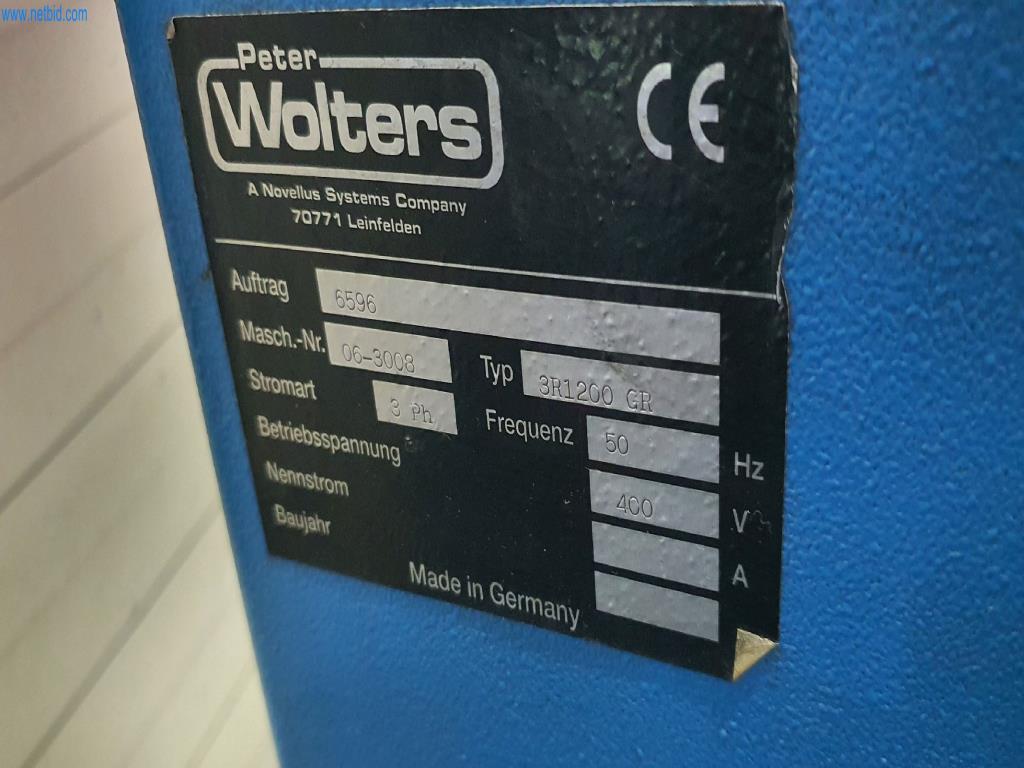 www.netbid.com
Peter
Wolters
CE
A Novellus Systems Company
70771 Leinfelden
Auftrag 6596
Masch.-Nr. 06-3008 Typ 3R1200 GR
Stromart 3 Ph Frequenz 50 Hz
Betriebsspannung 400 V
Nennstrom A
Baujahr
Made in Germany